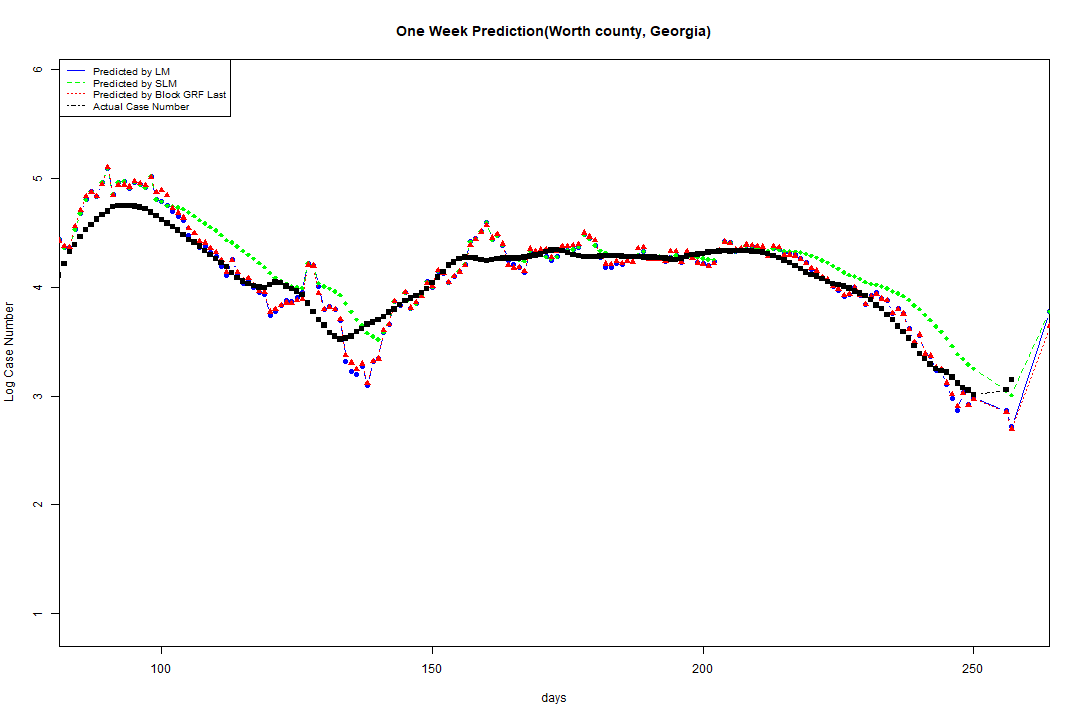 One Week Prediction(Worth county, Georgia)
Predicted by LM
Predicted by SLM
Predicted by Block GRF Last
Actual Case Number
6
5
4
3
2
1
Log Case Number
100
150
200
250
days